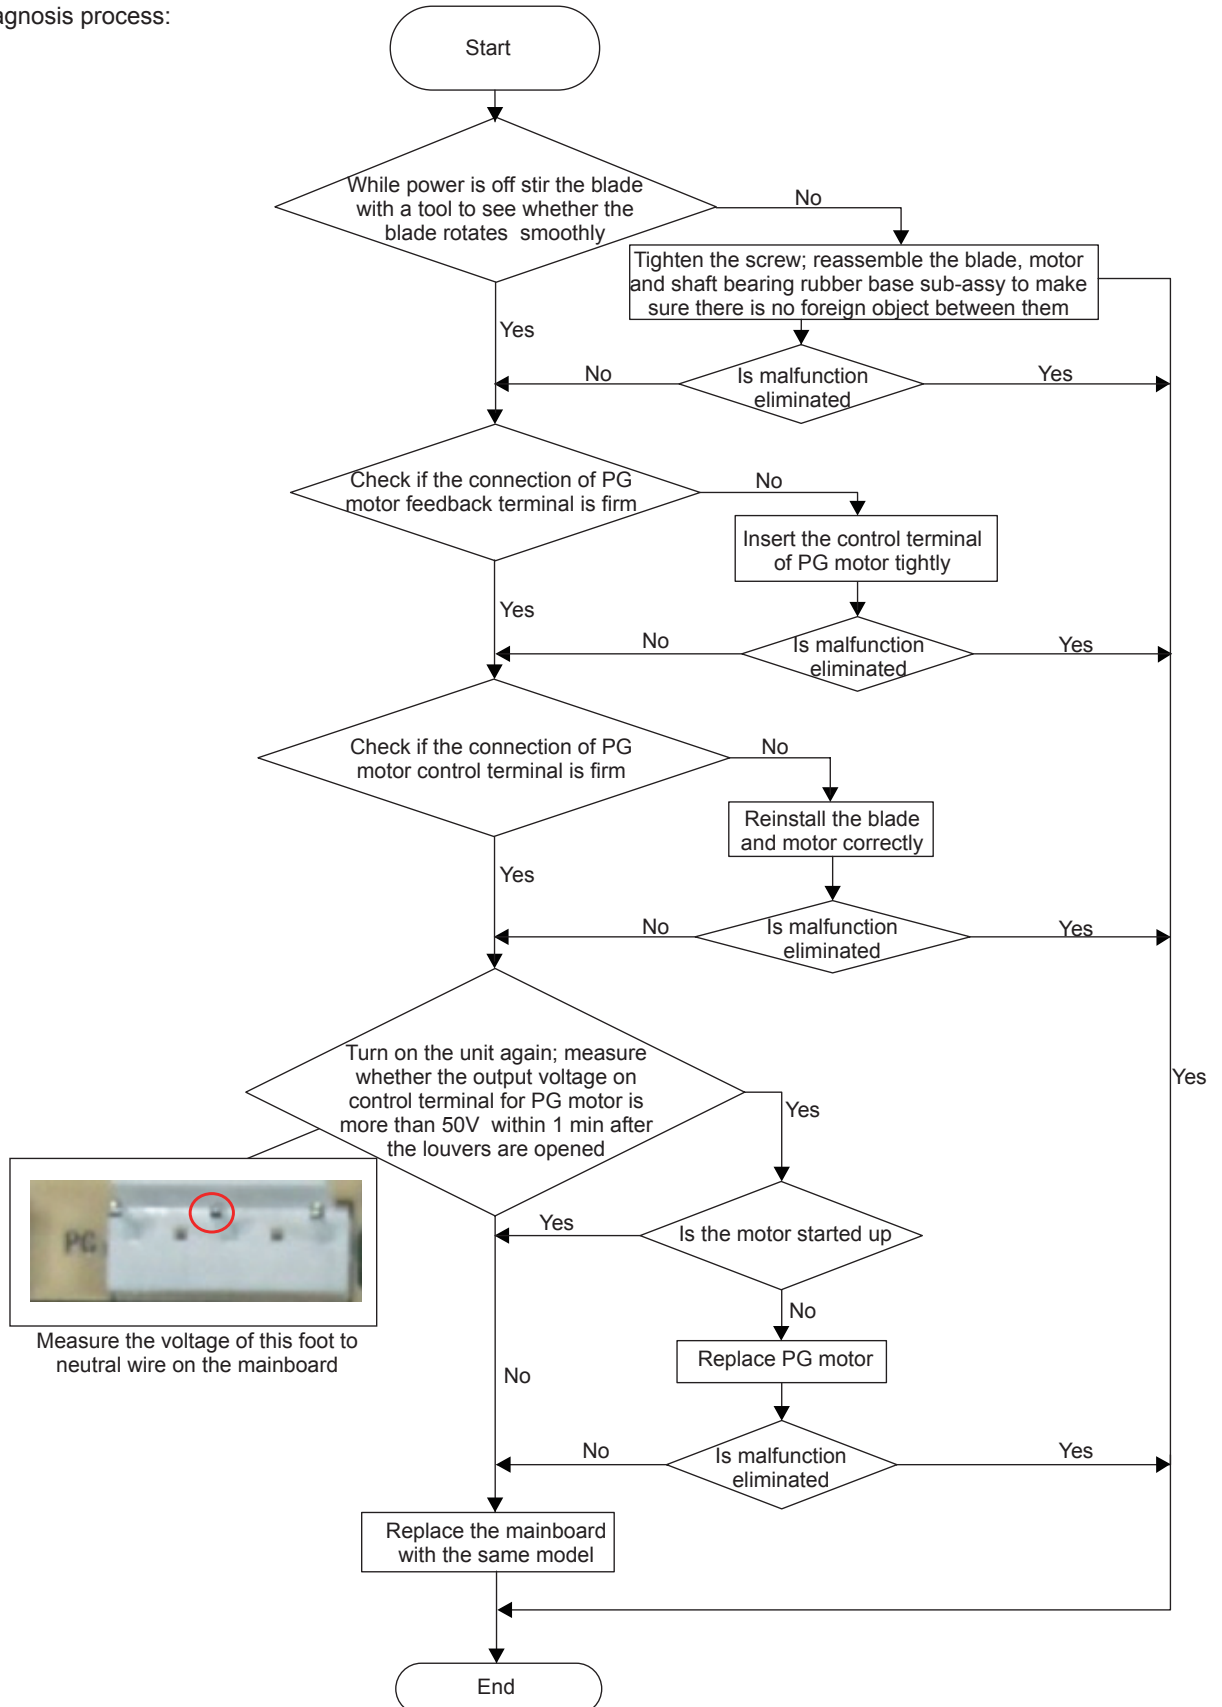 agnosis process:
Start
While power is off stir the blade
with a tool to see whether the
blade rotates smoothly
No
Tighten the screw; reassemble the blade, motor
and shaft bearing rubber base sub-assy to make
sure there is no foreign object between them
Yes
No
Is malfunction
eliminated
Yes
Check if the connection of PG
motor feedback terminal is firm
No
Insert the control terminal
of PG motor tightly
Yes
No
Is malfunction
eliminated
Yes
Check if the connection of PG
motor control terminal is firm
No
Reinstall the blade
and motor correctly
Yes
No
Is malfunction
eliminated
Yes
Turn on the unit again; measure
whether the output voltage on
control terminal for PG motor is
more than 50V within 1 min after
the louvers are opened
Yes
Yes
PG
Measure the voltage of this foot to
neutral wire on the mainboard
Yes
Is the motor started up
No
Replace PG motor
No
No
Is malfunction
eliminated
Yes
Replace the mainboard
with the same model
End